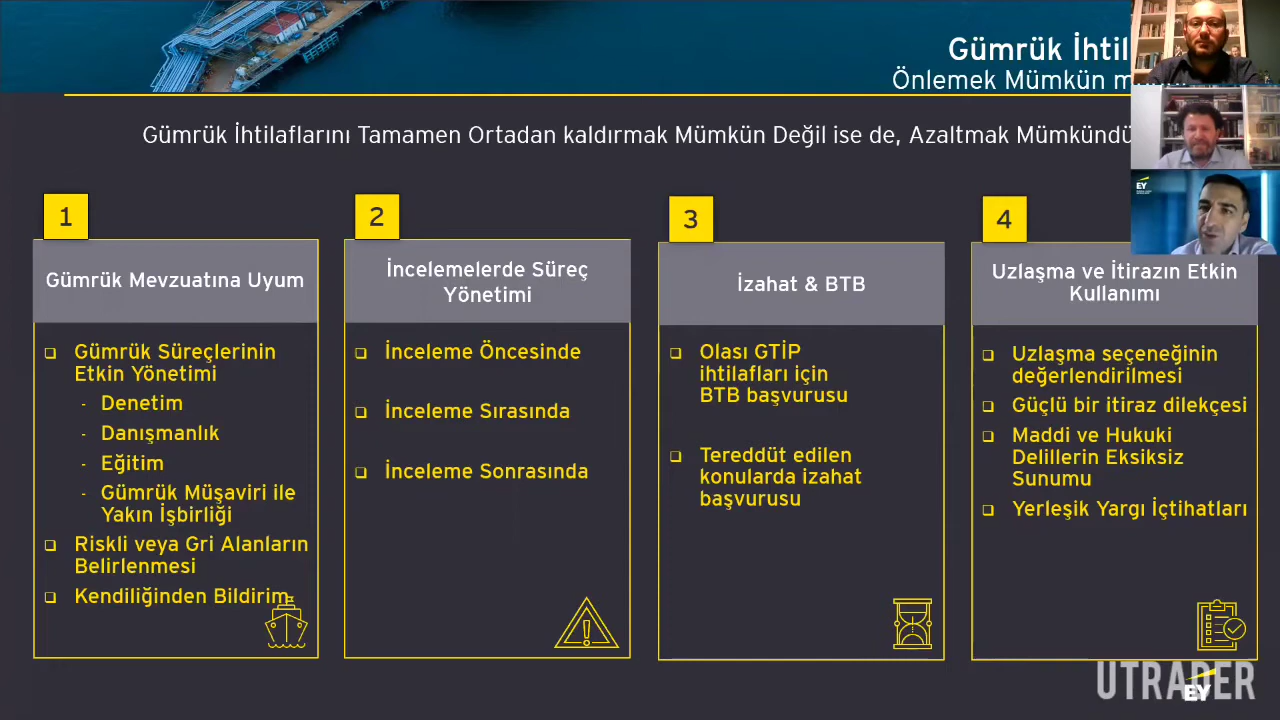 Gümrük İhtil
Önlemek Mümkün m
Gümrük İhtilaflarını Tamamen Ortadan kaldırmak Mümkün Değil ise de, Azaltmak Mümkündü
1
Gümrük Mevzuatına Uyum
Gümrük Süreçlerinin
Etkin Yönetimi
- Denetim
- Danışmanlık
- Eğitim
- Gümrük Müşaviri ile
Yakın İşbirliği
Riskli veya Gri Alanların
Belirlenmesi
Kendiliğinden Bildirim
2
İncelemelerde Süreç
Yönetimi
İnceleme Öncesinde
İnceleme Sırasında
İnceleme Sonrasında
3
İzahat & BTB
Olası GTİP
ihtilafları için
BTB başvurusu
Tereddüt edilen
konularda izahat
başvurusu
4
Uzlaşma ve İtirazın Etkin
Kullanımı
Uzlaşma seçeneğinin
değerlendirilmesi
Güçlü bir itiraz dilekçesi
Maddi ve Hukuki
Delillerin Eksiksiz
Sunumu
Yerleşik Yargı İçtihatları
EY
UTRADER
EY